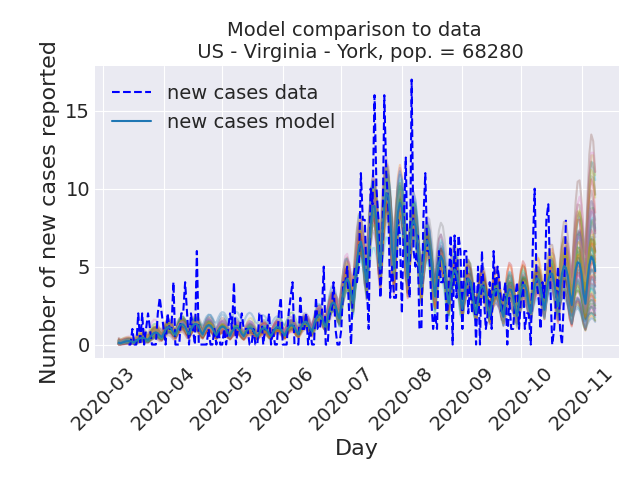 Model comparison to data
US - Virginia - York, pop. = 68280
new cases data
new cases model
Number of new cases reported
15
10
5
0
2020-03
2020-04
2020-05
2020-06
2020-07
2020-08
2020-09
2020-10
2020-11
Day